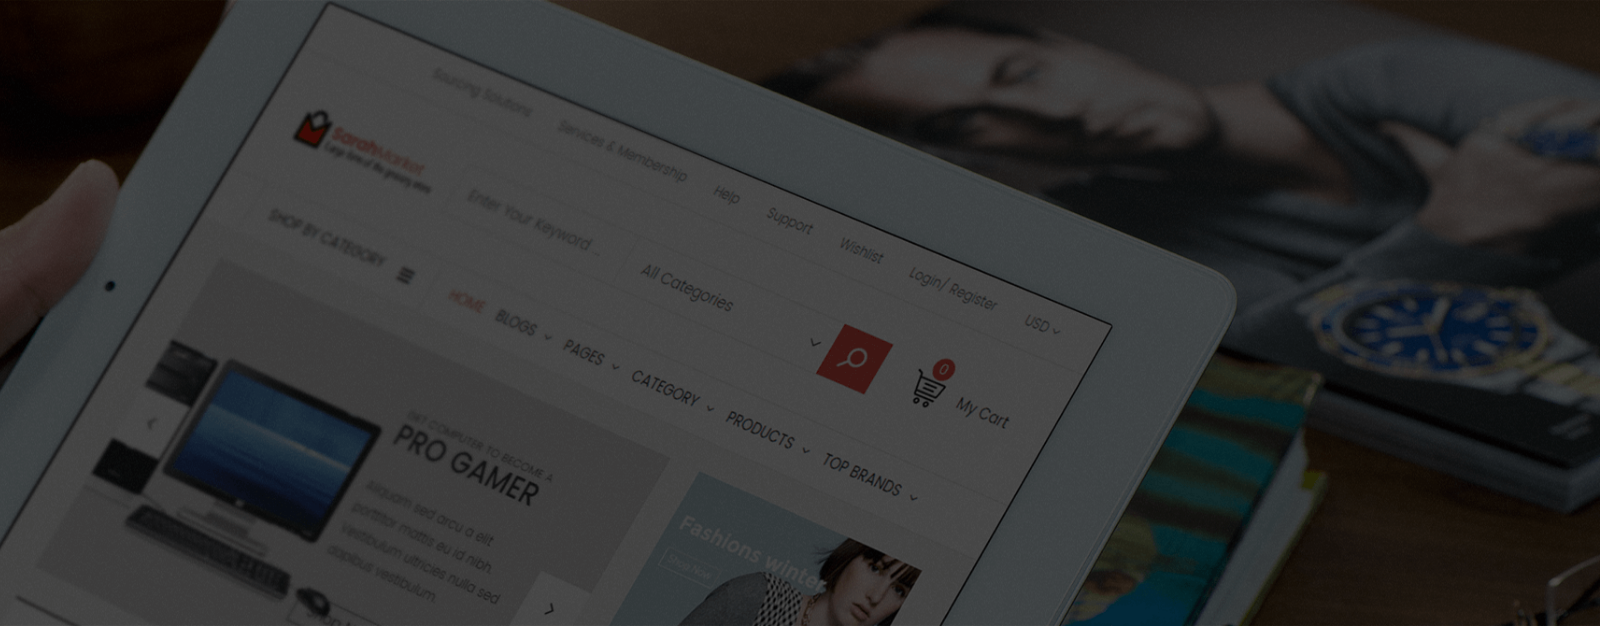 Sourcing Solutions
Services & Membership
Help
Support
Wishlist
Login/ Register
USD
SarahMarket
Enter Your Keyword...
All Categories
0
My Cart
SHOP BY CATEGORY
HOME
BLOGS
PAGES
CATEGORY
PRODUCTS
TOP BRANDS
GET COMPUTER TO BECOME A
PRO GAMER
Aliquam sed arcu a elit
porttitor mattis eu id nibh.
Vestibulum ultricies nulla sed
dapibus vestibulum.
Fashions winter
Shop Now